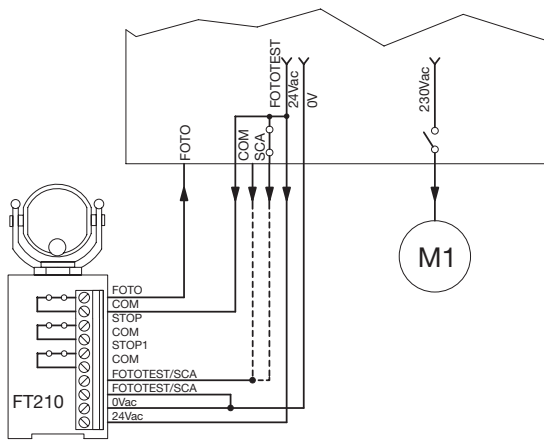 FOTO
COM
SCA
FOTOTEST
24Vac
0V
230Vac
M1
FOTO
COM
STOP
COM
STOP1
COM
FOTOTEST/SCA
FOTOTEST/SCA
0Vac
24Vac
FT210